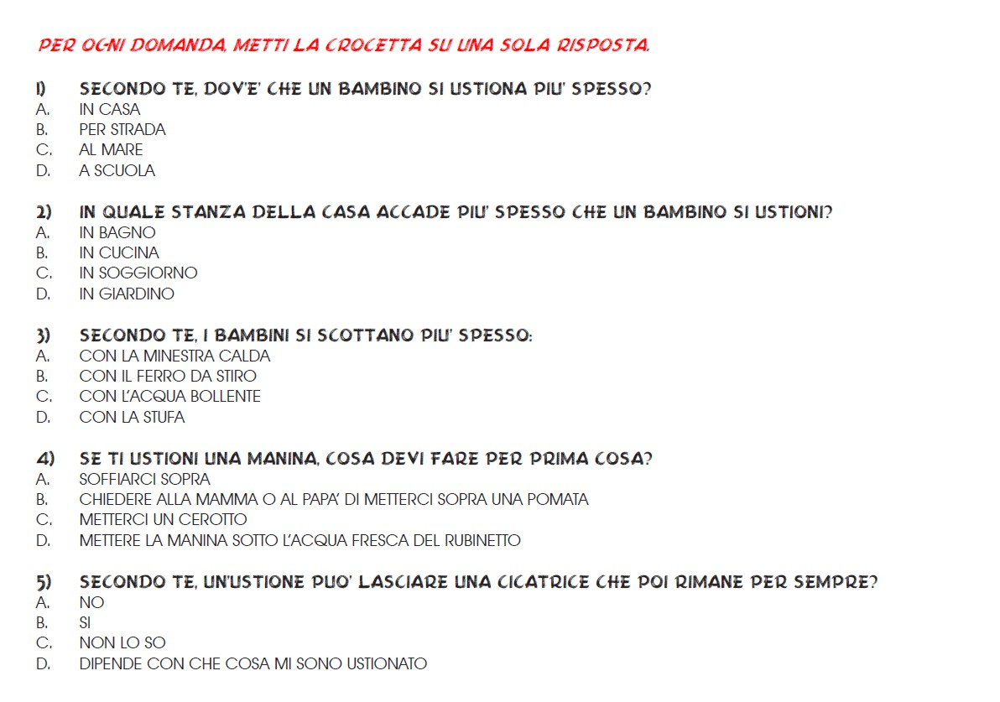 PER OGNI DOMANDA, METTI LA CROCETTA SU UNA SOLA RISPOSTA.
1) SECONDO TE, DOV'E' CHE UN BAMBINO SI USTIONA PIU' SPESSO?
A. IN CASA
B. PER STRADA
C. AL MARE
D. A SCUOLA
2) IN QUALE STANZA DELLA CASA ACCADE PIU' SPESSO CHE UN BAMBINO SI USTIONI?
A. IN BAGNO
B. IN CUCINA
C. IN SOGGIORNO
D. IN GIARDINO
3) SECONDO TE, I BAMBINI SI SCOTTANO PIU' SPESSO:
A. CON LA MINESTRA CALDA
B. CON IL FERRO DA STIRO
C. CON L'ACQUA BOLLENTE
D. CON LA STUFA
4) SE TI USTIONI UNA MANINA, COSA DEVI FARE PER PRIMA COSA?
A. SOFFIARCI SOPRA
B. CHIEDERE ALLA MAMMA O AL PAPA' DI METTERCI SOPRA UNA POMATA
C. METTERCI UN CEROTTO
D. METTERE LA MANINA SOTTO L'ACQUA FRESCA DEL RUBINETTO
5) SECONDO TE, UN'USTIONE PUO' LASCIARE UNA CICATRICE CHE POI RIMANE PER SEMPRE?
A. NO
B. SI
C. NON LO SO
D. DIPENDE CON CHE COSA MI SONO USTIONATO